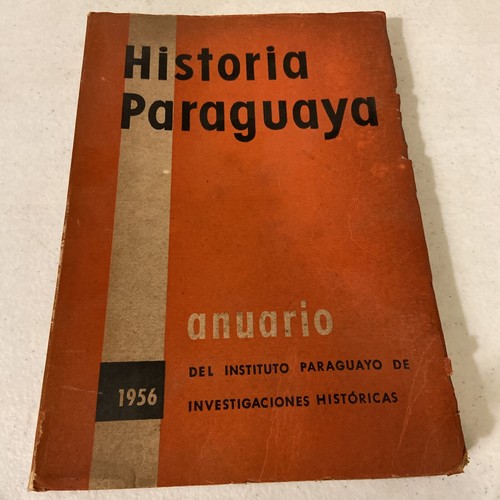 Historia
Paraguaya
anuario
DEL INSTITUTO PARAGUAYO DE
1956
INVESTIGACIONES HISTÓRICAS